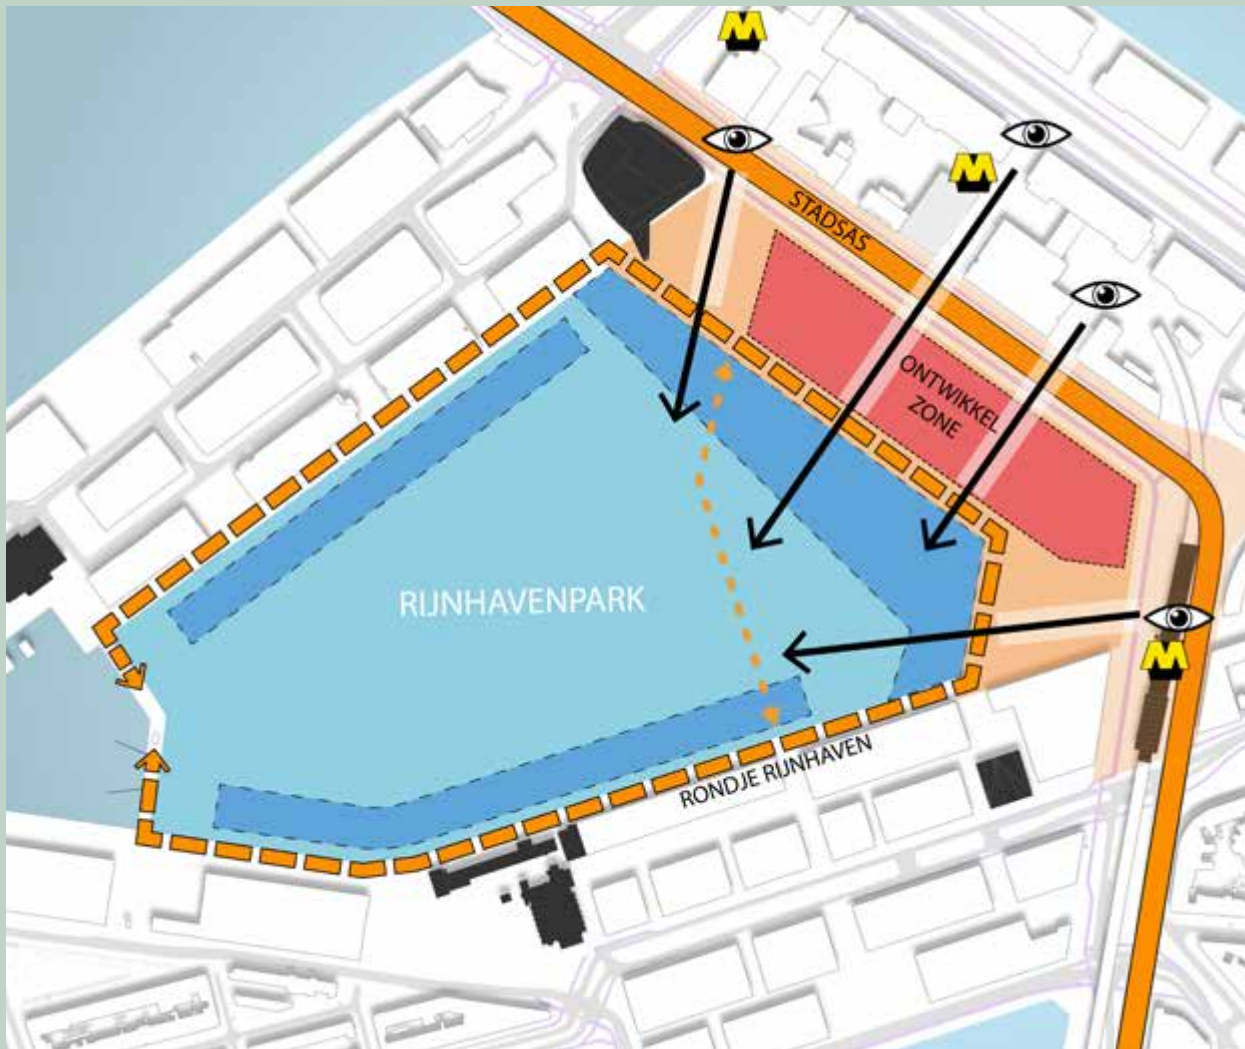 M
M
STADSAS
ONTWIKKEL
ZONE
RIJNHAVENPARK
M
RONDJE RIJNHAVEN